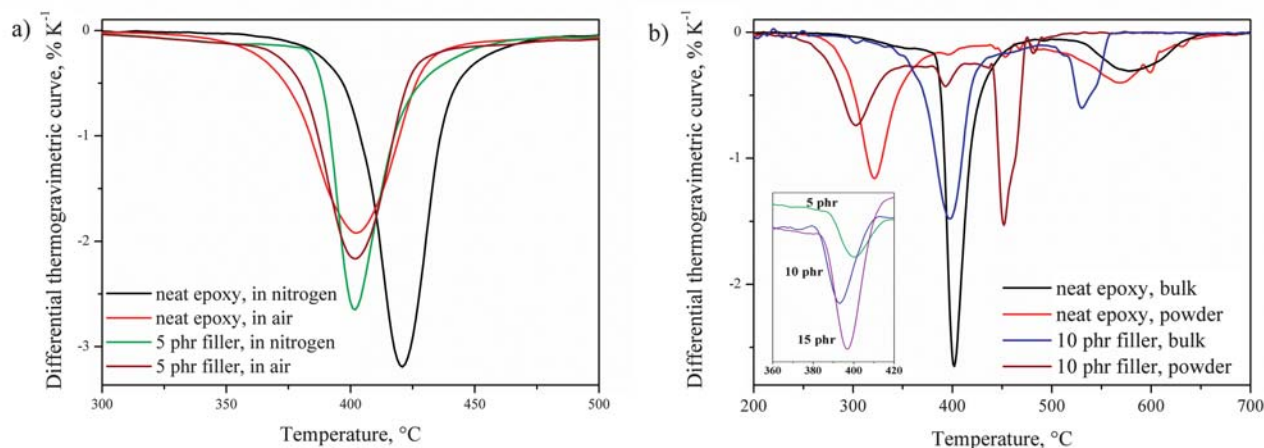 a)
Differential thermogravimetric curve, % K⁻¹
0
-1
-2
-3
neat epoxy, in nitrogen
neat epoxy, in air
5 phr filler, in nitrogen
5 phr filler, in air
300 350 400 450 500
Temperature, °C
b)
Differential thermogravimetric curve, % K⁻¹
0
-1
-2
5 phr
10 phr
15 phr
360 380 400 420
neat epoxy, bulk
neat epoxy, powder
10 phr filler, bulk
10 phr filler, powder
200 300 400 500 600 700
Temperature, °C